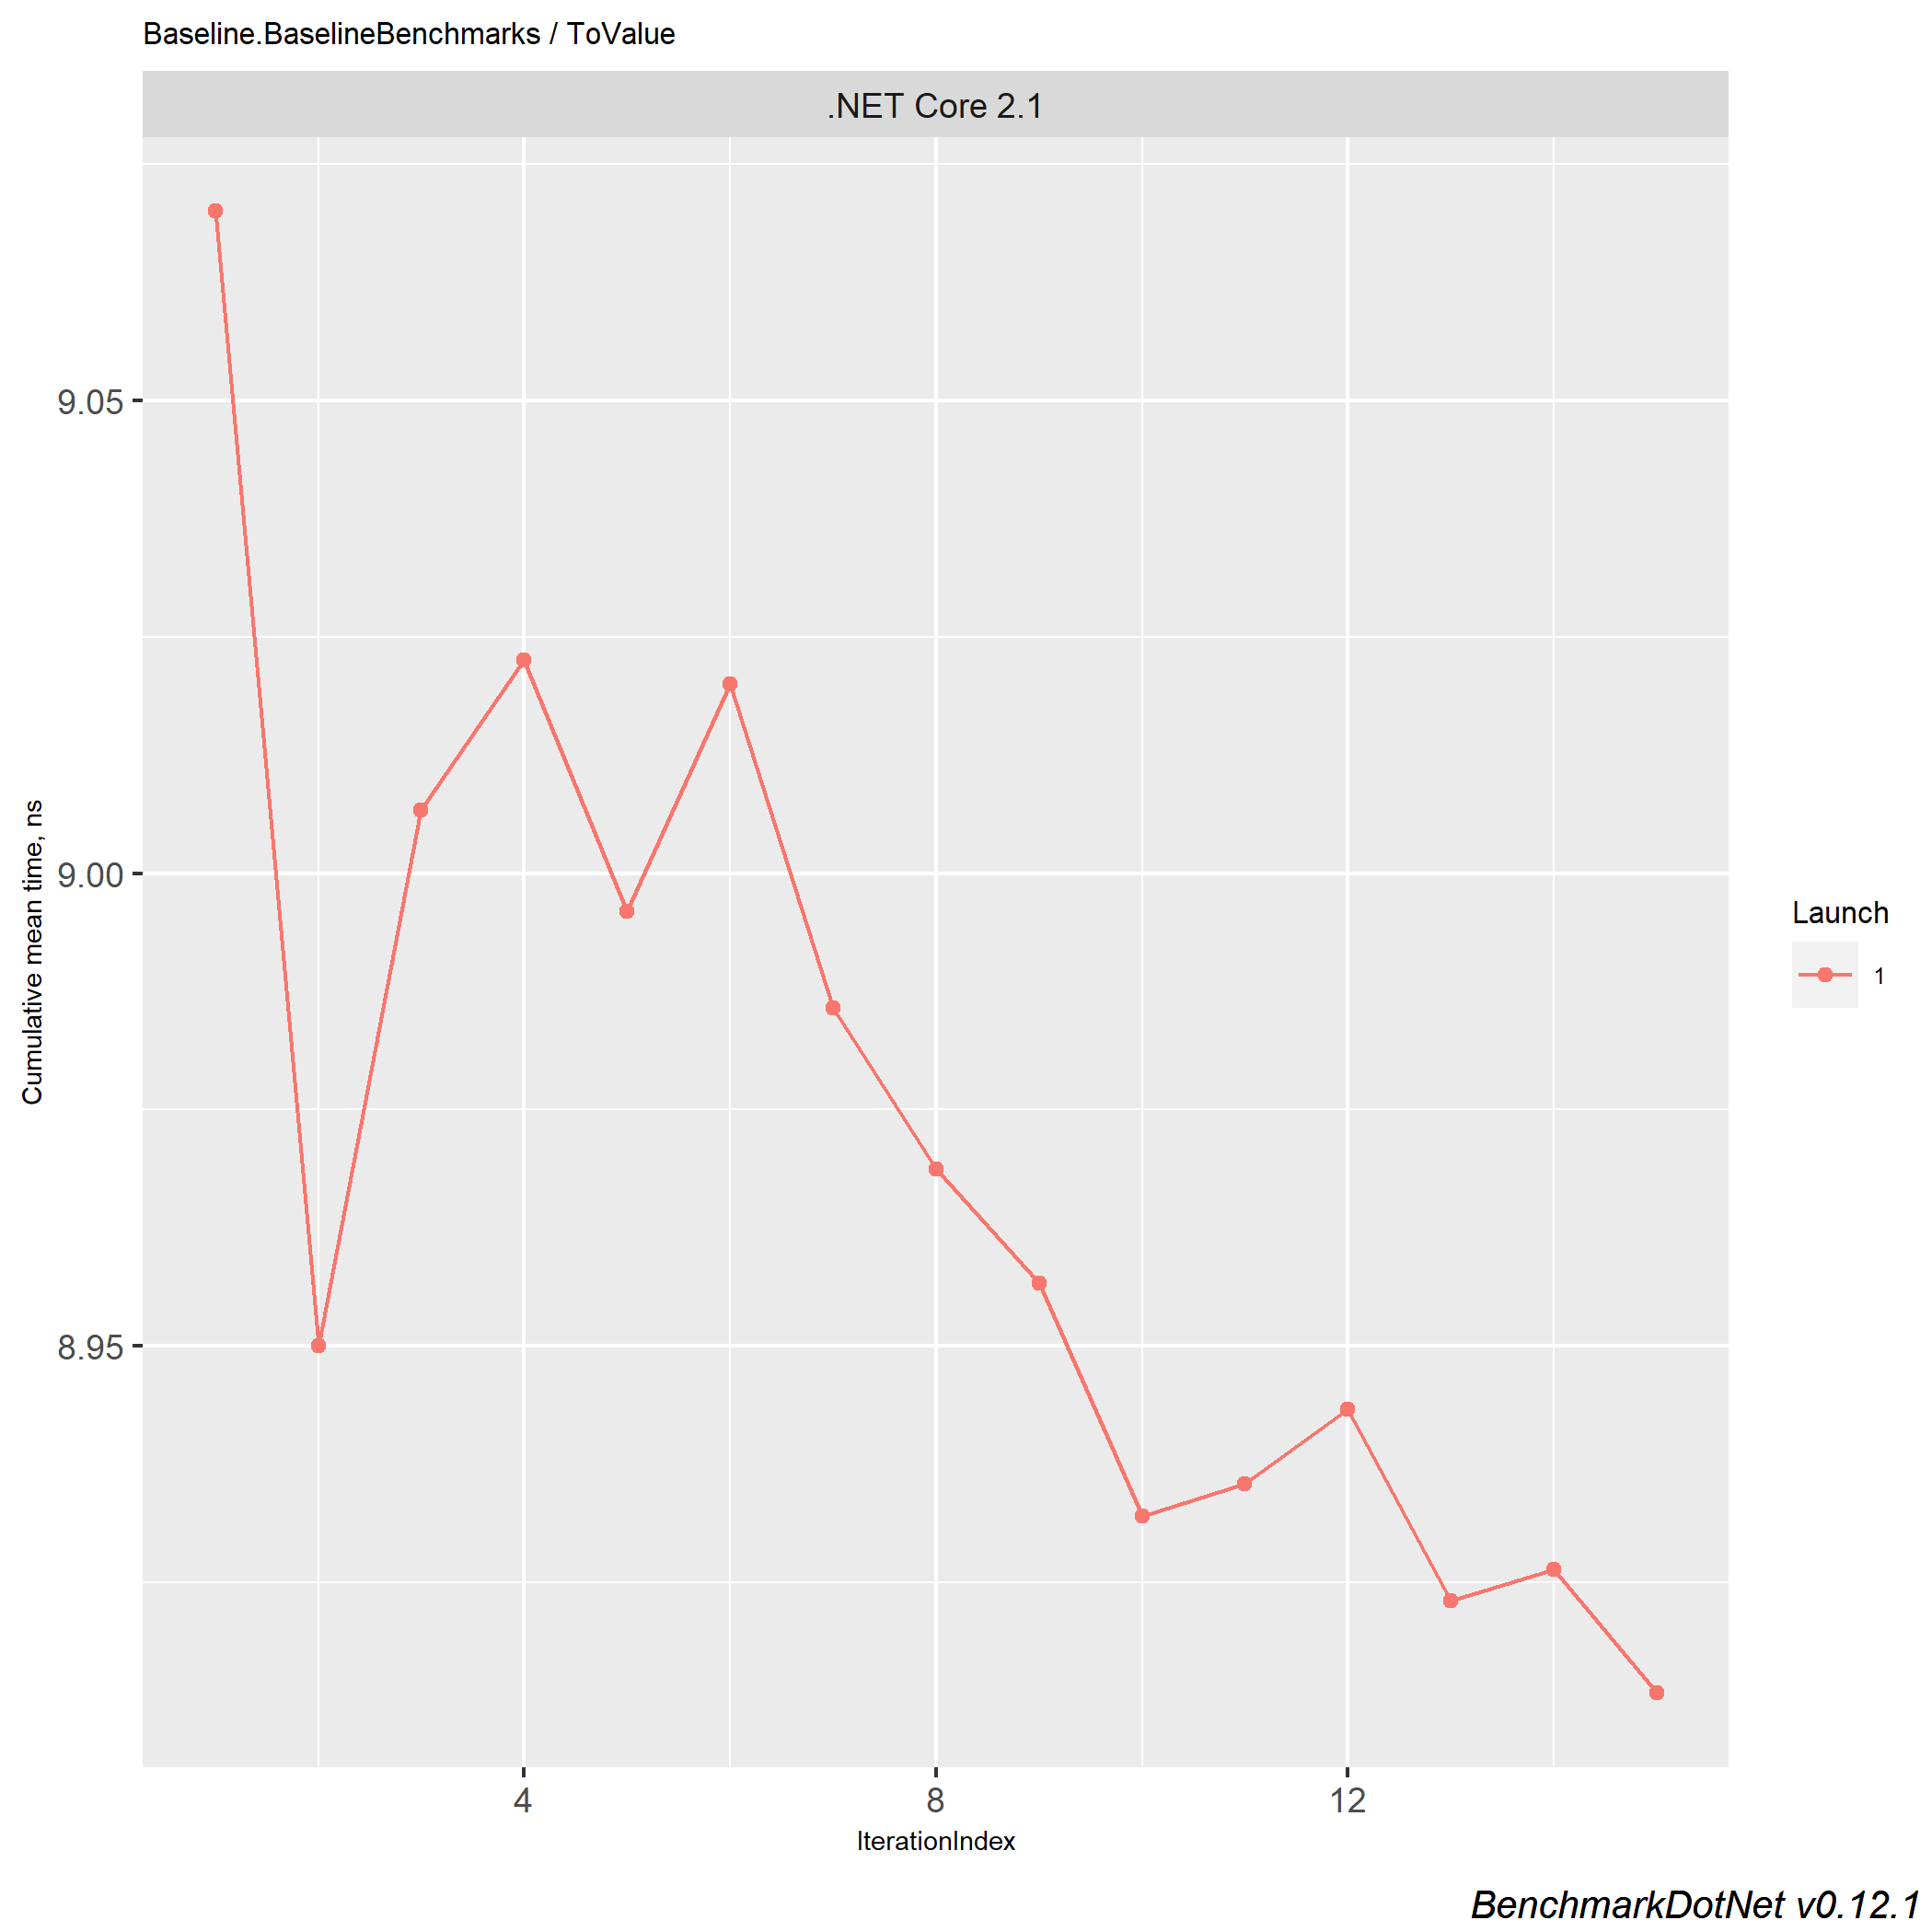 Baseline.BaselineBenchmarks / ToValue
.NET Core 2.1
9.05
9.00
8.95
Cumulative mean time, ns
4
8
12
IterationIndex
Launch
1
BenchmarkDotNet v0.12.1